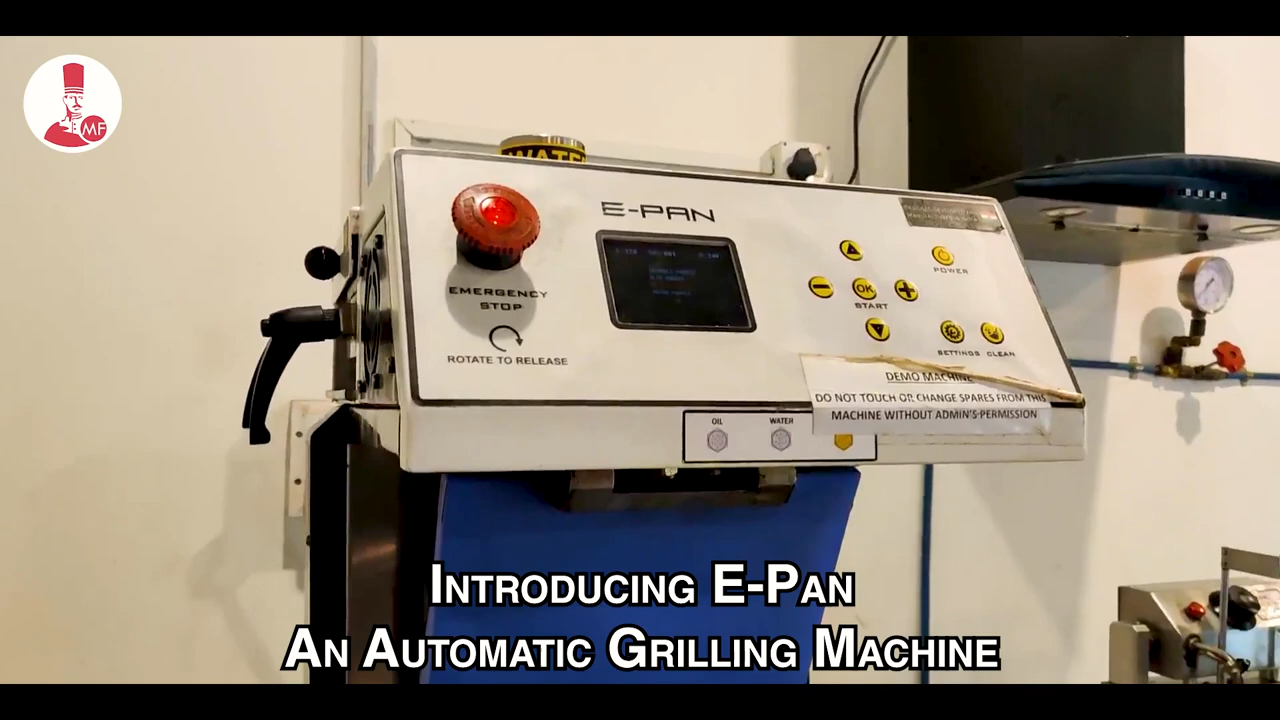 MF
WATER
E-PAN
POWER
OK
START
EMERGENCY
STOP
ROTATE TO RELEASE
SETTINGS CLEAN
DEMO MACHINE
DO NOT TOUCH OR CHANGE SPARES FROM THIS
MACHINE WITHOUT ADMIN'S PERMISSION
OIL WATER
Introducing E-Pan
An Automatic Grilling Machine